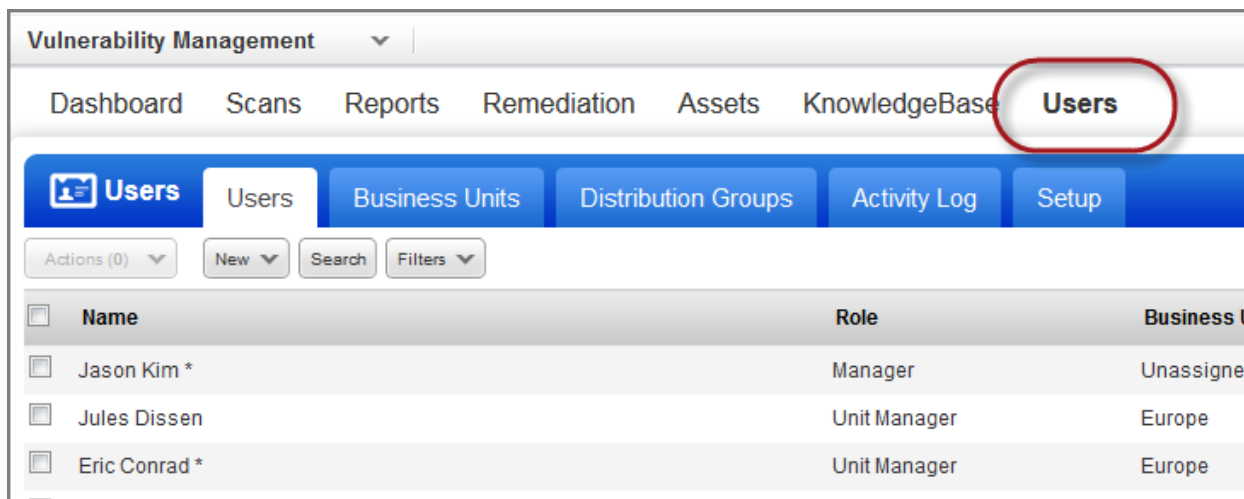 Vulnerability Management
Dashboard Scans Reports Remediation Assets KnowledgeBase Users
Users Users Business Units Distribution Groups Activity Log Setup
Actions (0) New Search Filters
Name Role Business U
Jason Kim * Manager Unassigne
Jules Dissen Unit Manager Europe
Eric Conrad * Unit Manager Europe